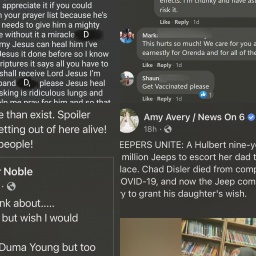 appreciate it if you could
your prayer list because he's
needs to give him a mighty
e without it a miracle D
my Jesus can heal him I've
Jesus it done before so I know
criptures it says all you have to
shall receive Lord Jesus I'm
and D, please Jesus heal
sking is ridiculous lungs and
lp me pray for him and so that
e than exist. Spoiler
etting out of here alive!
people!
Noble
nk about.....
but wish I would
Duma Young but too
effects. I'm chunky and have as
risk it.
Like Reply 1d
Mark
This hurts so much! We care for you a
earnestly for Orenda and for all of the
Like Reply 1d
Shaun
Get Vaccinated please
1
Like Reply 1d
Amy Avery / News On 6
18h ·
EEPERS UNITE: A Hulbert nine-ye
million Jeeps to escort her dad t
lace. Chad Disler died from comp
OVID-19, and now the Jeep com
ry to grant his daughter's wish.